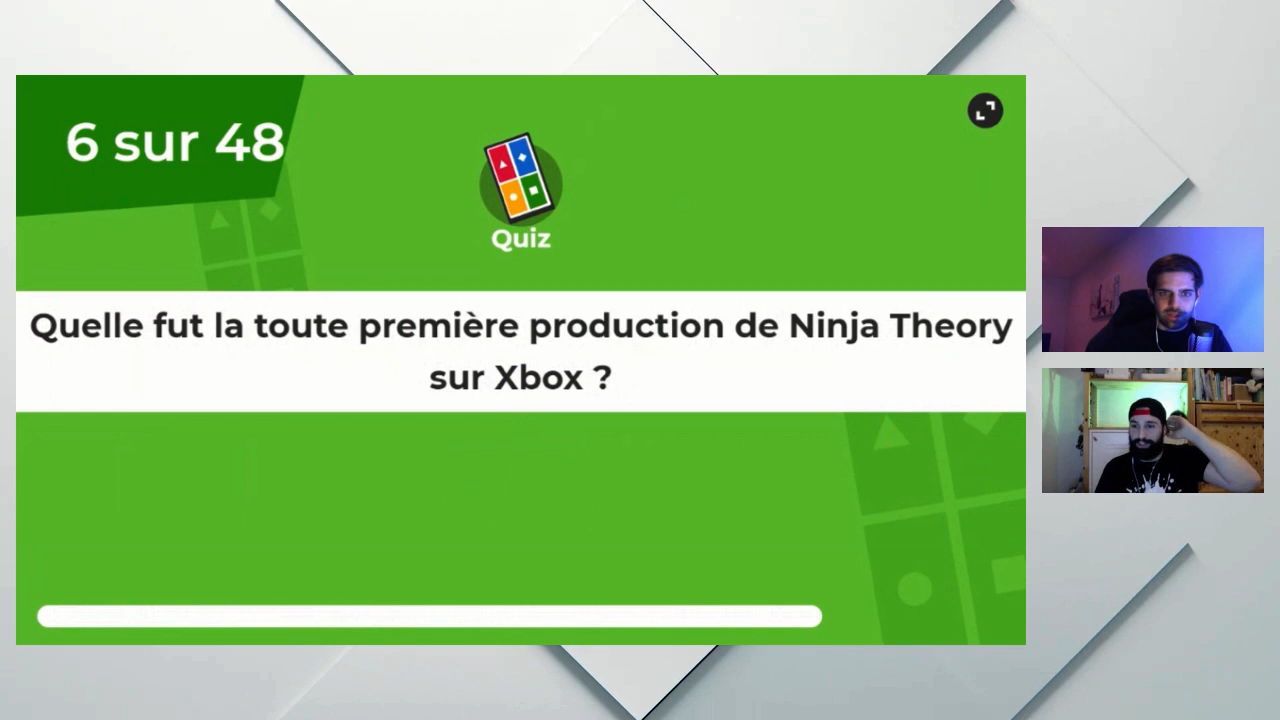 6 sur 48
Quiz
Quelle fut la toute première production de Ninja Theory
sur Xbox ?